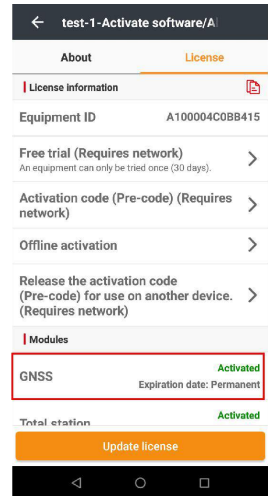 test-1-Activate software/A
About
License
License information
Equipment ID
A100004C0BB415
Free trial (Requires network)
An equipment can only be tried once (30 days).
Activation code (Pre-code) (Requires
network)
Offline activation
Release the activation code
(Pre-code) for use on another device.
(Requires network)
Modules
GNSS
Activated
Expiration date: Permanent
Total station
Activated
Update license